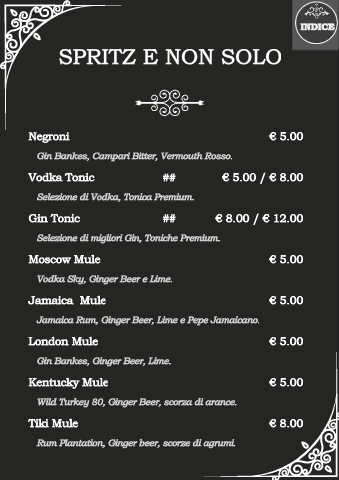 INDICE
SPRITZ E NON SOLO
Negroni € 5.00
Gin Bankes, Campari Bitter, Vermouth Rosso.
Vodka Tonic ## € 5.00 / € 8.00
Selezione di Vodka, Tonica Premium.
Gin Tonic ## € 8.00 / € 12.00
Selezione di migliori Gin, Toniche Premium.
Moscow Mule € 5.00
Vodka Sky, Ginger Beer e Lime.
Jamaica Mule € 5.00
Jamaica Rum, Ginger Beer, Lime e Pepe Jamaicano.
London Mule € 5.00
Gin Bankes, Ginger Beer, Lime.
Kentucky Mule € 5.00
Wild Turkey 80, Ginger Beer, scorza di arance.
Tiki Mule € 8.00
Rum Plantation, Ginger beer, scorze di agrumi.